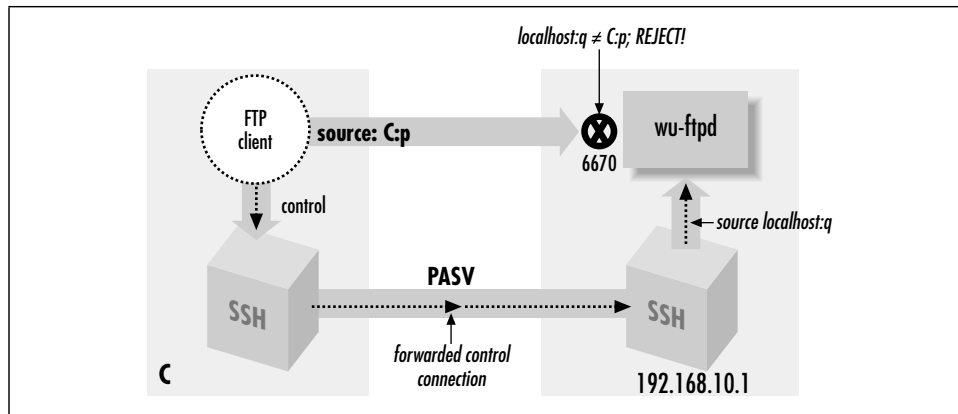 localhost:q ≠ C:p; REJECT!
FTP
client
source: C:p
X
6670
wu-ftpd
control
source localhost:q
PASV
SSH
SSH
forwarded control
connection
C
192.168.10.1